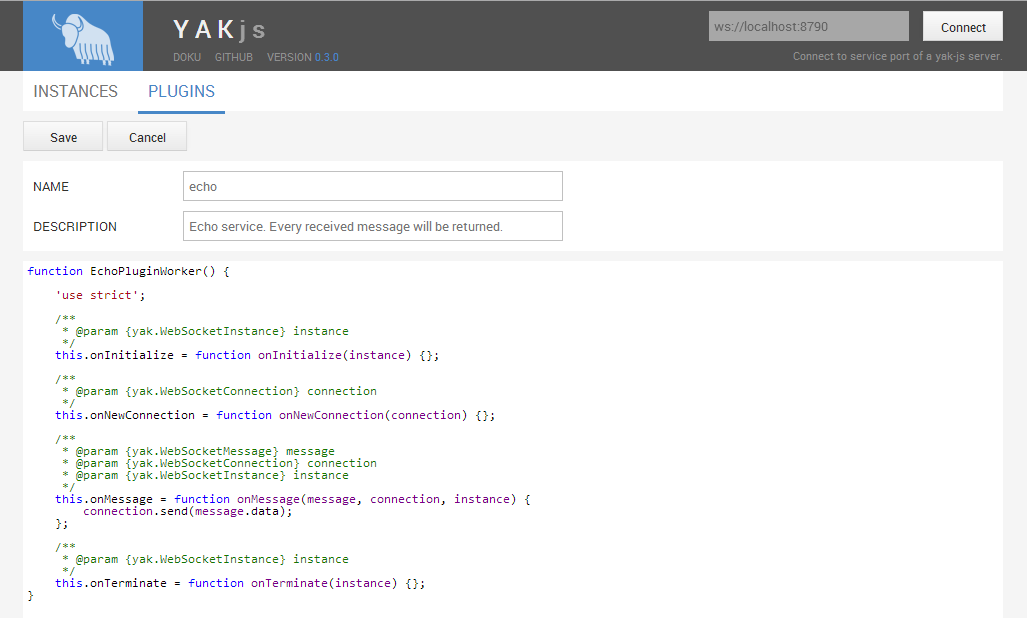 YAKjs
ws://localhost:8790
Connect
DOKU GITHUB VERSION 0.3.0
Connect to service port of a yak-js server.
INSTANCES PLUGINS
Save Cancel
NAME echo
DESCRIPTION Echo service. Every received message will be returned.
function EchoPluginWorker() {
    'use strict';
    /**
     * @param {yak.WebSocketInstance} instance
     */
    this.onInitialize = function onInitialize(instance) {};
    /**
     * @param {yak.WebSocketConnection} connection
     */
    this.onNewConnection = function onNewConnection(connection) {};
    /**
     * @param {yak.WebSocketMessage} message
     * @param {yak.WebSocketConnection} connection
     * @param {yak.WebSocketInstance} instance
     */
    this.onMessage = function onMessage(message, connection, instance) {
        connection.send(message.data);
    };
    /**
     * @param {yak.WebSocketInstance} instance
     */
    this.onTerminate = function onTerminate(instance) {};
}